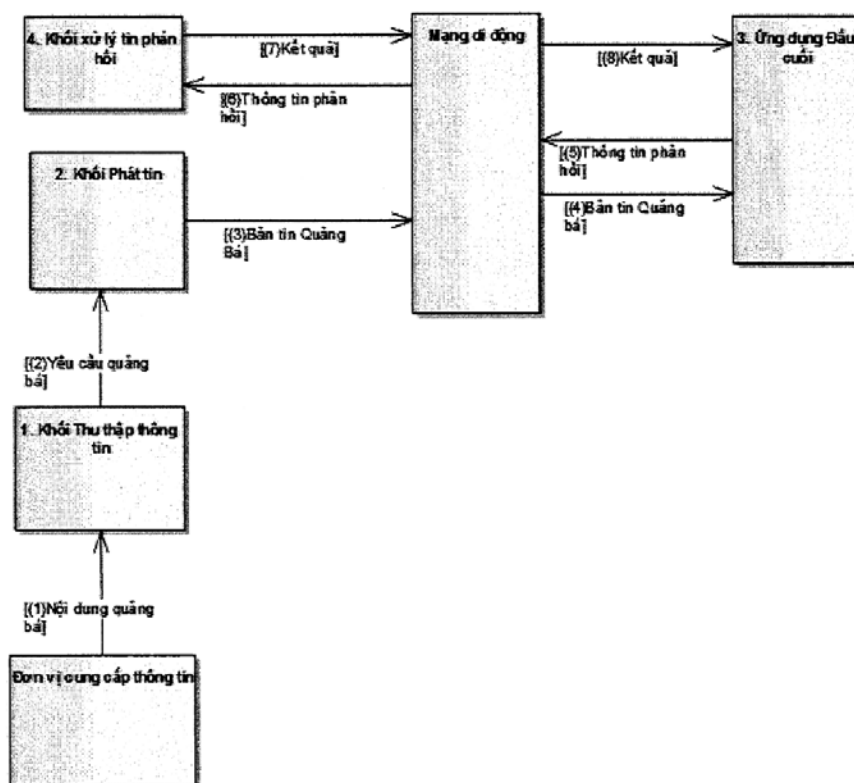 4. Khối xử lý tin phản
hồi
[(7)Kết quả]
[(6)Thông tin phản
hồi]
Mạng di động
[(8)Kết quả]
3. Ứng dụng Đầu
cuối
[(5)Thông tin phản
hồi]
[(4)Bản tin Quảng
bá]
2. Khối Phát tin
[(3)Bản tin Quảng
Bá]
[(2)Yêu cầu quảng
bá]
1. Khối Thu thập thông
tin
[(1)Nội dung quảng
bá]
Đơn vị cung cấp thông tin